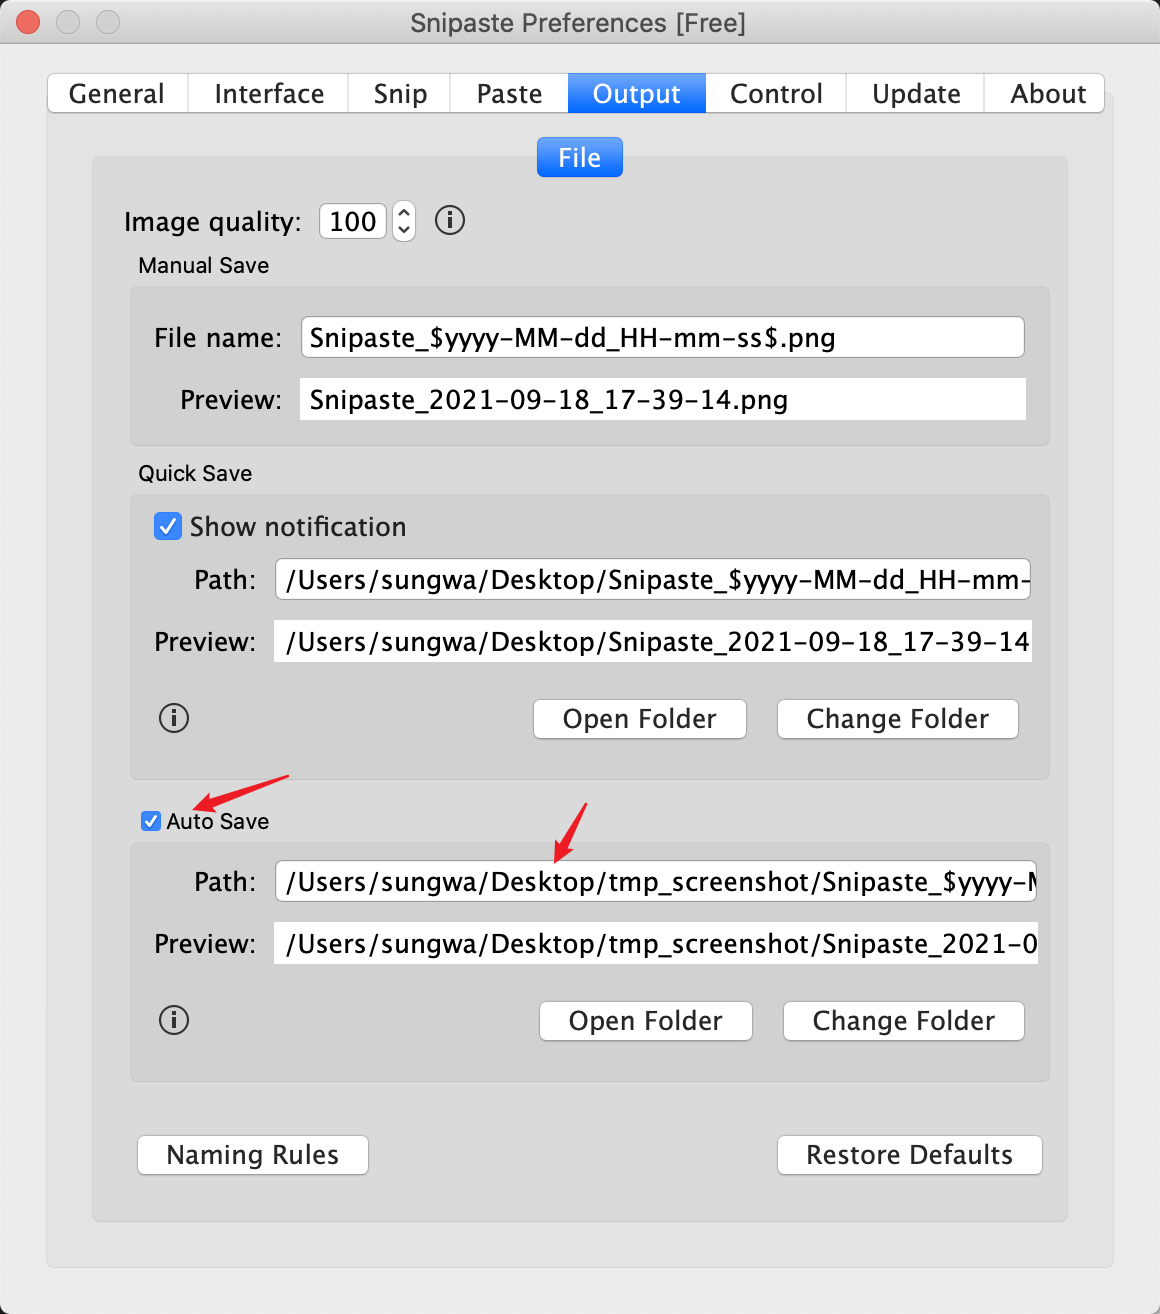 Snipaste Preferences [Free]
General Interface Snip Paste Output Control Update About
File
Image quality: 100
Manual Save
File name: Snipaste_$yyyy-MM-dd_HH-mm-ss$.png
Preview: Snipaste_2021-09-18_17-39-14.png
Quick Save
Show notification
Path: /Users/sungwa/Desktop/Snipaste_$yyyy-MM-dd_HH-mm-
Preview: /Users/sungwa/Desktop/Snipaste_2021-09-18_17-39-14
Open Folder Change Folder
Auto Save
Path: /Users/sungwa/Desktop/tmp_screenshot/Snipaste_$yyyy-M
Preview: /Users/sungwa/Desktop/tmp_screenshot/Snipaste_2021-0
Open Folder Change Folder
Naming Rules Restore Defaults